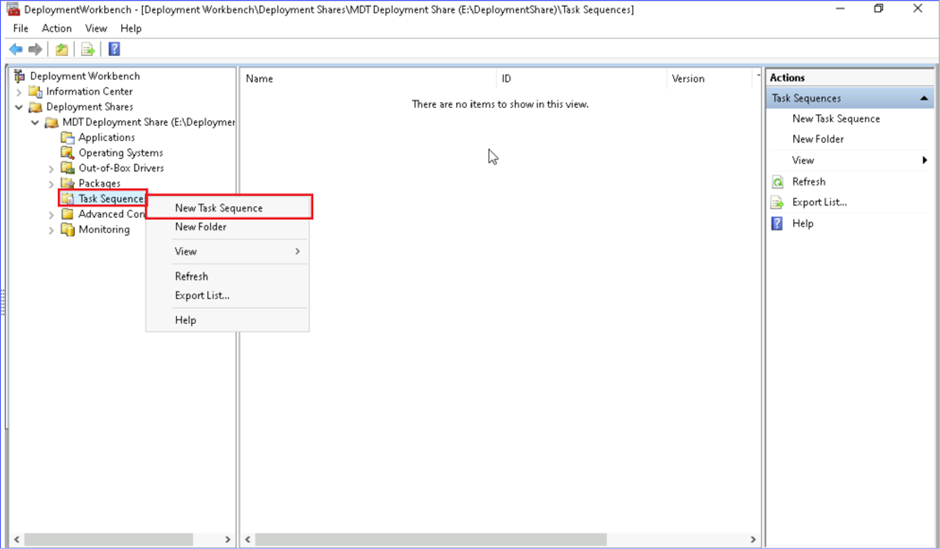 DeploymentWorkbench - [Deployment Workbench\Deployment Shares\MDT Deployment Share (E:\DeploymentShare)\Task Sequences]
File Action View Help
Deployment Workbench
Information Center
Deployment Shares
MDT Deployment Share (E:\Deploymer
Applications
Operating Systems
Out-of-Box Drivers
Packages
Task Sequence
Advanced Con
Monitoring
New Task Sequence
New Folder
View
Refresh
Export List...
Help
Name ID Version
There are no items to show in this view.
Actions
Task Sequences
New Task Sequence
New Folder
View
Refresh
Export List...
Help